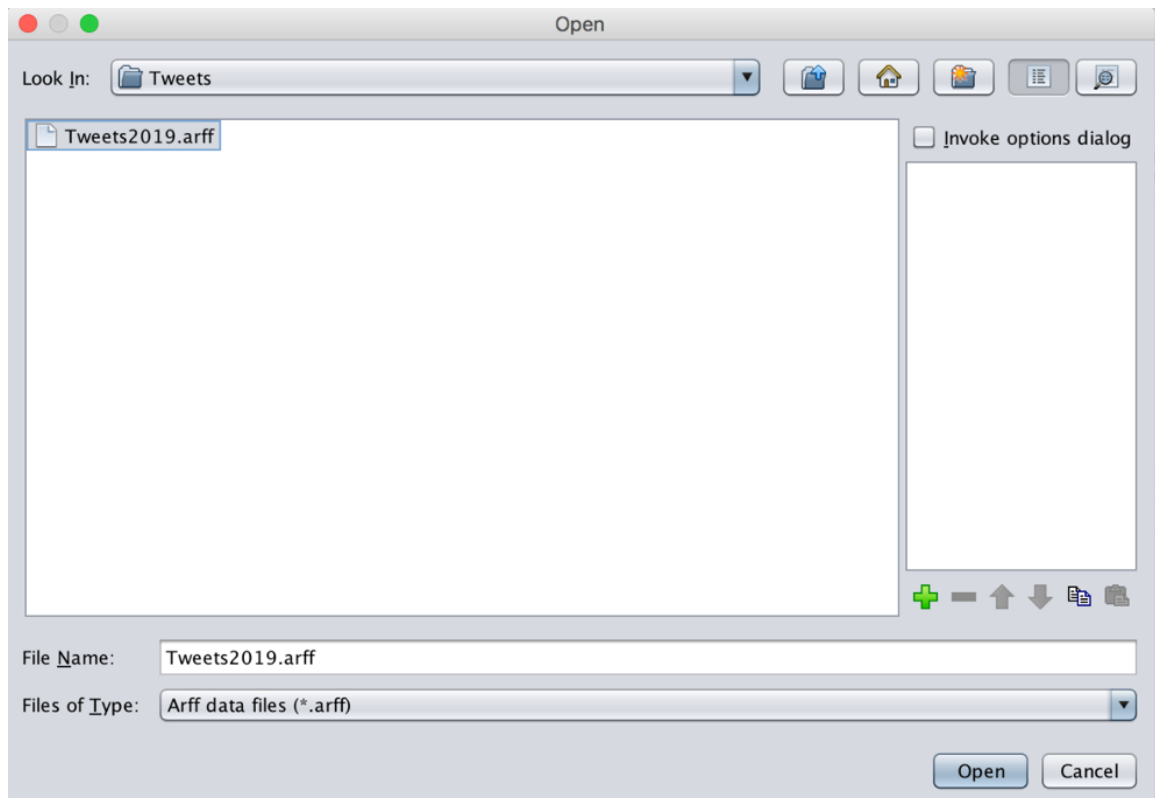 Open
Look In: Tweets
Tweets2019.arff
Invoke options dialog
File Name: Tweets2019.arff
Files of Type: Arff data files (*.arff)
Open Cancel